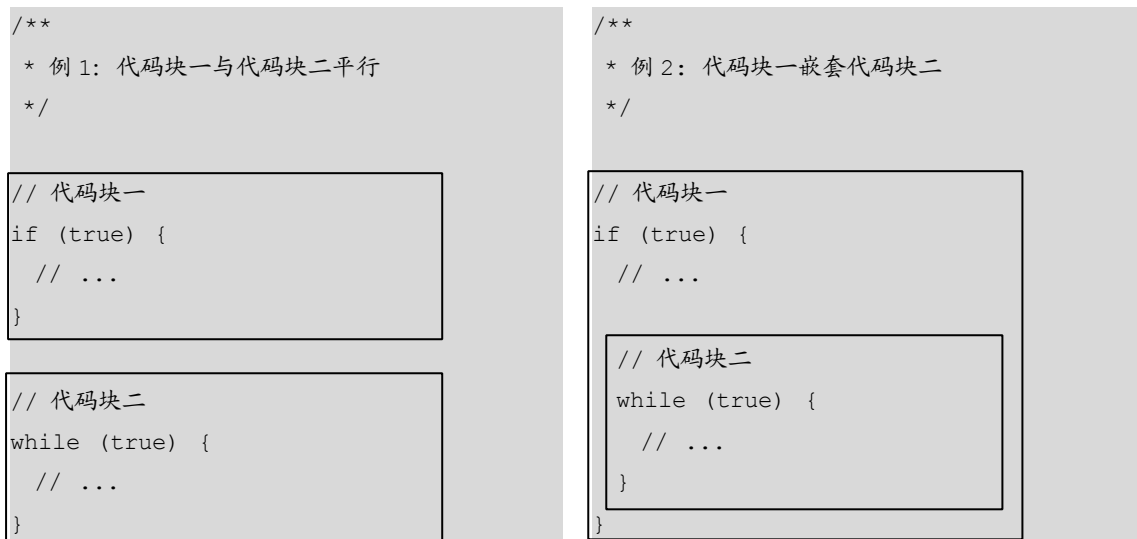 /**
 * 例 1: 代码块一与代码块二平行
 */
// 代码块一
if (true) {
  // ...
}
// 代码块二
while (true) {
  // ...
}
/**
 * 例 2: 代码块一嵌套代码块二
 */
// 代码块一
if (true) {
  // ...
  // 代码块二
  while (true) {
    // ...
  }
}